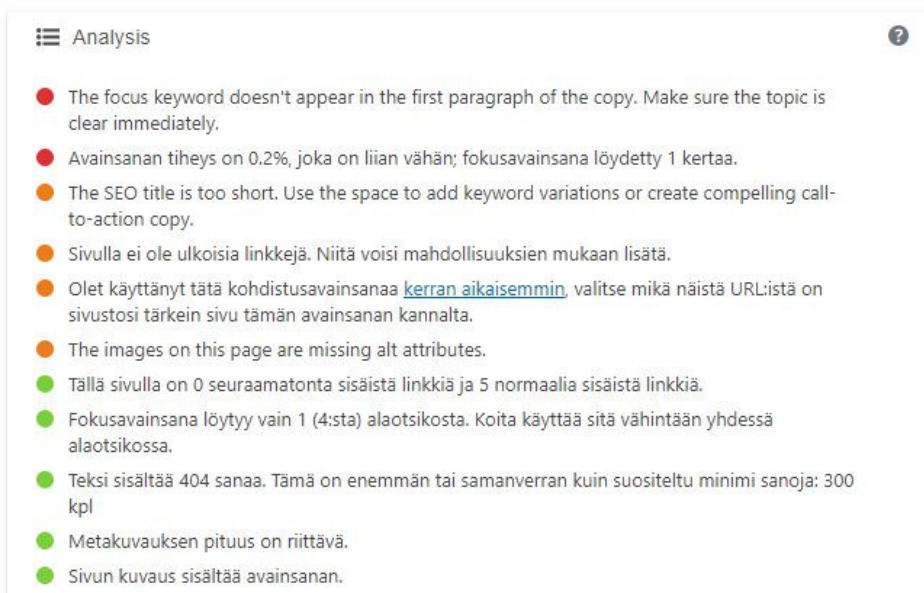 Analysis
The focus keyword doesn't appear in the first paragraph of the copy. Make sure the topic is
clear immediately.
Avainsanan tiheys on 0.2%, joka on liian vähän; fokusavainsana löydetty 1 kertaa.
The SEO title is too short. Use the space to add keyword variations or create compelling call-
to-action copy.
Sivulla ei ole ulkoisia linkkejä. Niitä voisi mahdollisuuksien mukaan lisätä.
Olet käyttänyt tätä kohdistusavainsanaa kerran aikaisemmin, valitse mikä näistä URL:istä on
sivustosi tärkein sivu tämän avainsanan kannalta.
The images on this page are missing alt attributes.
Tällä sivulla on 0 seuraamatonta sisäistä linkkiä ja 5 normaalia sisäistä linkkiä.
Fokusavainsana löytyy vain 1 (4:sta) alaotsikosta. Koita käyttää sitä vähintään yhdessä
alaotsikossa.
Teksi sisältää 404 sanaa. Tämä on enemmän tai samanverran kuin suositeltu minimi sanoja: 300
kpl
Metakuvauksen pituus on riittävä.
Sivun kuvaus sisältää avainsanan.